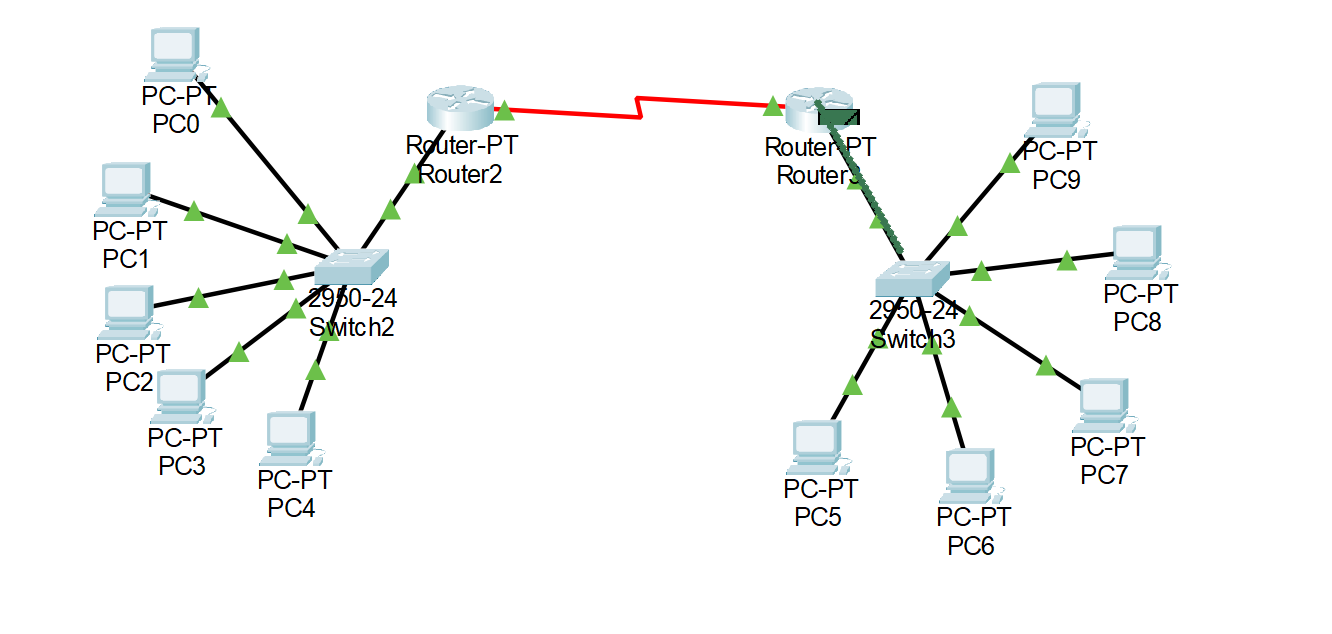 PC-PT
PC0
PC-PT
PC1
PC-PT
PC2
PC-PT
PC3
PC-PT
PC4
2950-24
Switch2
Router-PT
Router2
Router-PT
Router3
2950-24
Switch3
PC-PT
PC9
PC-PT
PC8
PC-PT
PC7
PC-PT
PC5
PC-PT
PC6